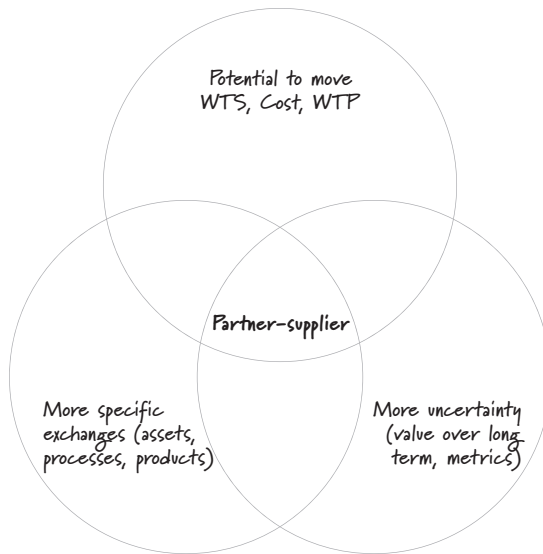 Potential to move
WTS, Cost, WTP
Partner-supplier
More specific
exchanges (assets,
processes, products)
More uncertainty
(value over long
term, metrics)